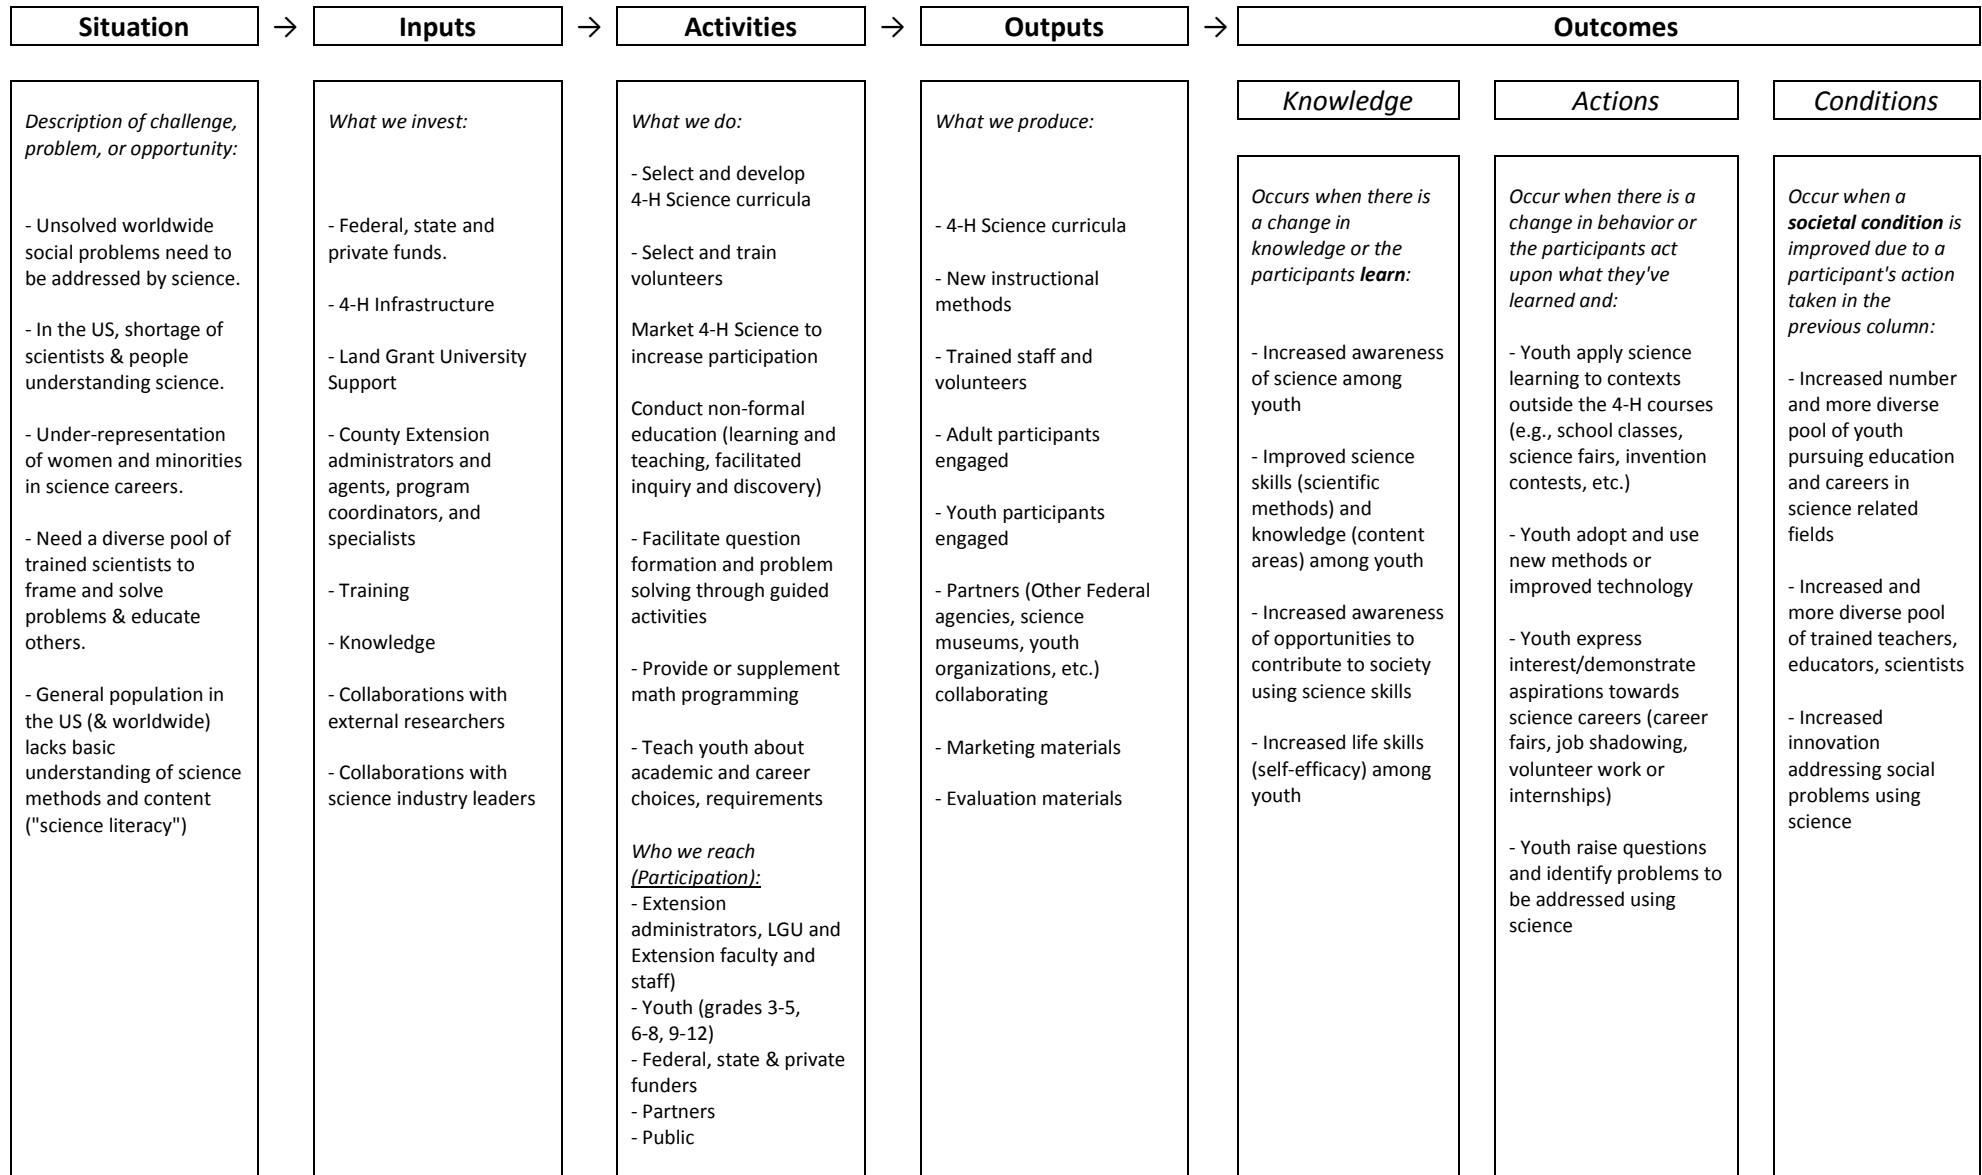 Situation → Inputs → Activities → Outputs → Outcomes
Description of challenge,
problem, or opportunity:
- Unsolved worldwide
social problems need to
be addressed by science.
- In the US, shortage of
scientists & people
understanding science.
- Under-representation
of women and minorities
in science careers.
- Need a diverse pool of
trained scientists to
frame and solve
problems & educate
others.
- General population in
the US (& worldwide)
lacks basic
understanding of science
methods and content
("science literacy")
What we invest:
- Federal, state and
private funds.
- 4-H Infrastructure
- Land Grant University
Support
- County Extension
administrators and
agents, program
coordinators, and
specialists
- Training
- Knowledge
- Collaborations with
external researchers
- Collaborations with
science industry leaders
What we do:
- Select and develop
4-H Science curricula
- Select and train
volunteers
Market 4-H Science to
increase participation
Conduct non-formal
education (learning and
teaching, facilitated
inquiry and discovery)
- Facilitate question
formation and problem
solving through guided
activities
- Provide or supplement
math programming
- Teach youth about
academic and career
choices, requirements
Who we reach
(Participation):
- Extension
administrators, LGU and
Extension faculty and
staff)
- Youth (grades 3-5,
6-8, 9-12)
- Federal, state & private
funders
- Partners
- Public
What we produce:
- 4-H Science curricula
- New instructional
methods
- Trained staff and
volunteers
- Adult participants
engaged
- Youth participants
engaged
- Partners (Other Federal
agencies, science
museums, youth
organizations, etc.)
collaborating
- Marketing materials
- Evaluation materials
Knowledge
Occurs when there is
a change in
knowledge or the
participants learn:
- Increased awareness
of science among
youth
- Improved science
skills (scientific
methods) and
knowledge (content
areas) among youth
- Increased awareness
of opportunities to
contribute to society
using science skills
- Increased life skills
(self-efficacy) among
youth
Actions
Occur when there is a
change in behavior or
the participants act
upon what they've
learned and:
- Youth apply science
learning to contexts
outside the 4-H courses
(e.g., school classes,
science fairs, invention
contests, etc.)
- Youth adopt and use
new methods or
improved technology
- Youth express
interest/demonstrate
aspirations towards
science careers (career
fairs, job shadowing,
volunteer work or
internships)
- Youth raise questions
and identify problems to
be addressed using
science
Conditions
Occur when a
societal condition is
improved due to a
participant's action
taken in the
previous column:
- Increased number
and more diverse
pool of youth
pursuing education
and careers in
science related
fields
- Increased and
more diverse pool
of trained teachers,
educators, scientists
- Increased
innovation
addressing social
problems using
science